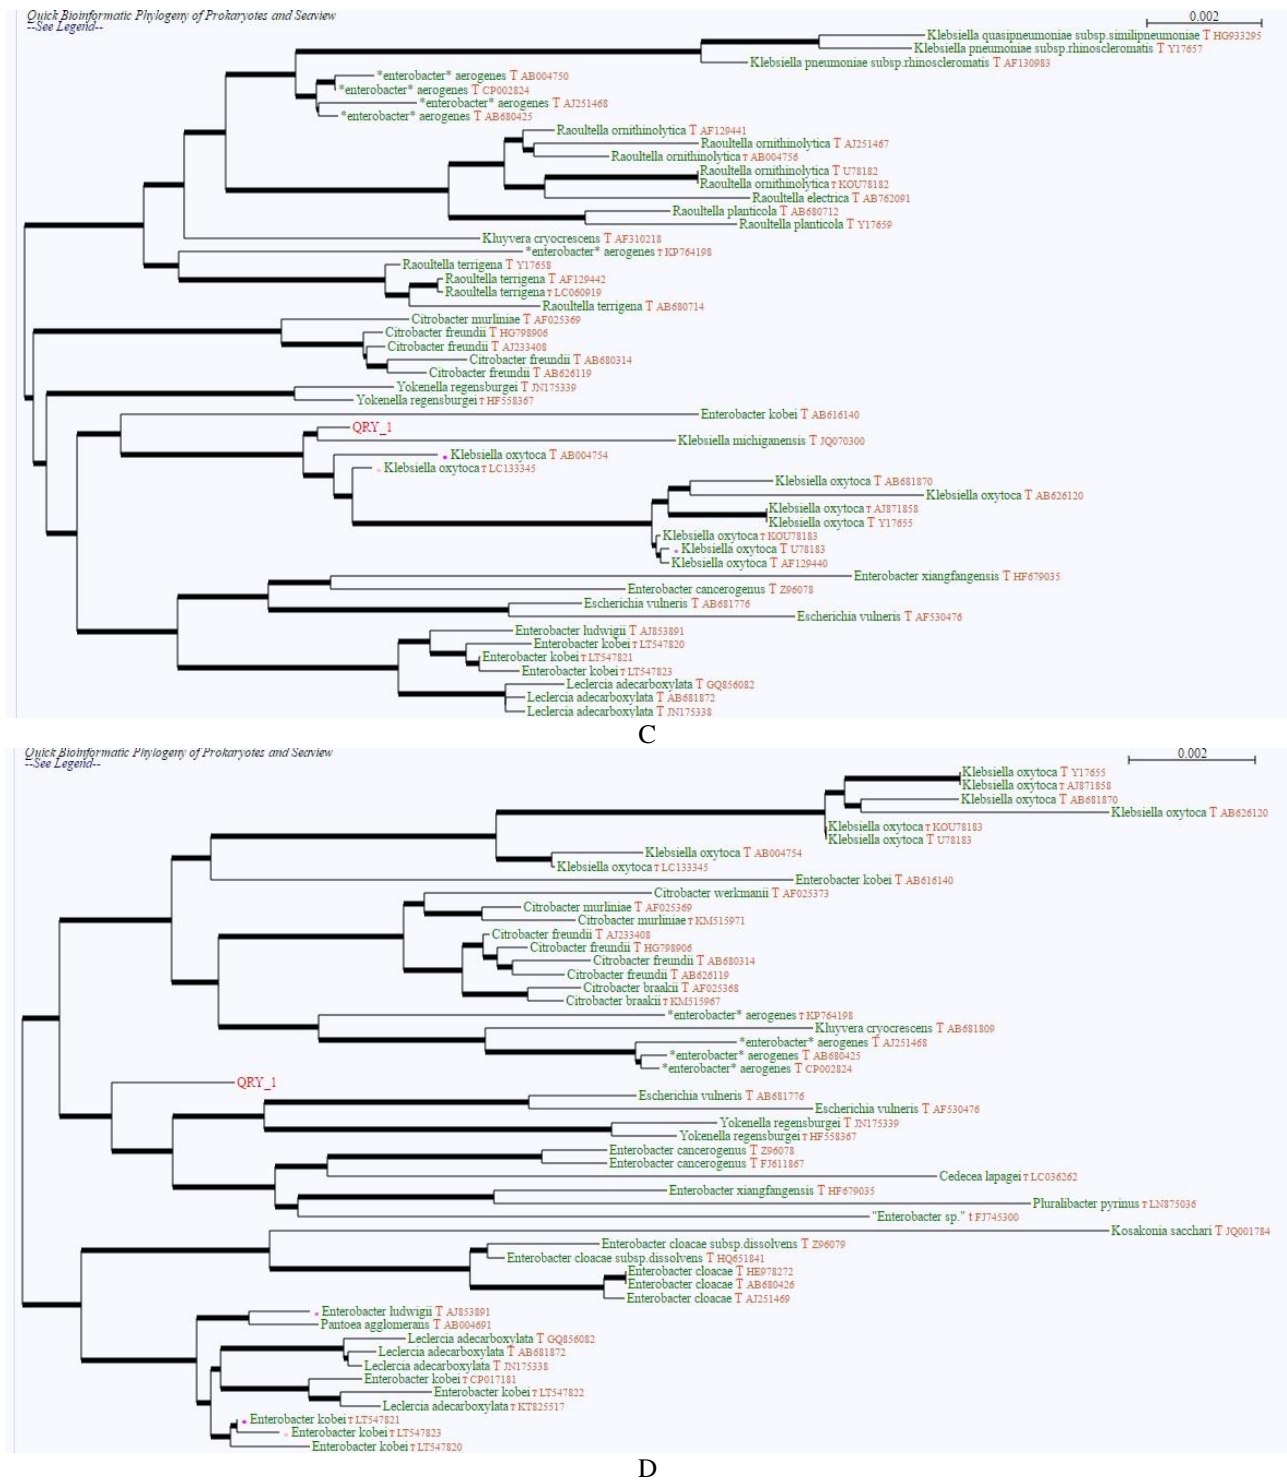 Quick Bioinformatic Phylogeny of Prokaryotes and Seaview
--See Legend--
0.002
Klebsiella quasipneumoniae subsp.similipneumoniae T HG933295
Klebsiella pneumoniae subsp.rhinoscleromatis T Y17657
Klebsiella pneumoniae subsp.rhinoscleromatis T AF130983
*enterobacter* aerogenes T AB004750
*enterobacter* aerogenes T CP002824
*enterobacter* aerogenes T AJ251468
*enterobacter* aerogenes T AB680425
Raoultella ornithinolytica T AF129441
Raoultella ornithinolytica T AJ251467
Raoultella ornithinolytica T AB004756
Raoultella ornithinolytica T U78182
Raoultella ornithinolytica T KOU78182
Raoultella electrica T AB762091
Raoultella planticola T AB680712
Raoultella planticola T Y17659
Kluyvera cryocrescens T AF310218
*enterobacter* aerogenes T KP764198
Raoultella terrigena T Y17658
Raoultella terrigena T AF129442
Raoultella terrigena T LC060919
Raoultella terrigena T AB680714
Citrobacter murliniae T AF025369
Citrobacter freundii T HG798906
Citrobacter freundii T AJ233408
Citrobacter freundii T AB680314
Citrobacter freundii T AB626119
Yokenella regensburgei T JN175339
Yokenella regensburgei T HF558367
Enterobacter kobei T AB616140
QRY_1
Klebsiella michiganensis T JQ070300
Klebsiella oxytoca T AB004754
Klebsiella oxytoca T LC133345
Klebsiella oxytoca T AB681870
Klebsiella oxytoca T AB626120
Klebsiella oxytoca T AJ871858
Klebsiella oxytoca T Y17655
Klebsiella oxytoca T KOU78183
Klebsiella oxytoca T U78183
Klebsiella oxytoca T AF129440
Enterobacter xiangfangensis T HF679035
Enterobacter cancerogenus T Z96078
Escherichia vulneris T AB681776
Escherichia vulneris T AF530476
Enterobacter ludwigii T AJ853891
Enterobacter kobei T LT547820
Enterobacter kobei T LT547821
Enterobacter kobei T LT547823
Leclercia adecarboxylata T GQ856082
Leclercia adecarboxylata T AB681872
Leclercia adecarboxylata T JN175338
C
Quick Bioinformatic Phylogeny of Prokaryotes and Seaview
--See Legend--
0.002
Klebsiella oxytoca T Y17655
Klebsiella oxytoca T AJ871858
Klebsiella oxytoca T AB681870
Klebsiella oxytoca T AB626120
Klebsiella oxytoca T KOU78183
Klebsiella oxytoca T U78183
Klebsiella oxytoca T AB004754
Klebsiella oxytoca T LC133345
Enterobacter kobei T AB616140
Citrobacter werkmanii T AF025373
Citrobacter murliniae T AF025369
Citrobacter murliniae T KM515971
Citrobacter freundii T AJ233408
Citrobacter freundii T HG798906
Citrobacter freundii T AB680314
Citrobacter freundii T AB626119
Citrobacter braakii T AF025368
Citrobacter braakii T KM515967
*enterobacter* aerogenes T KP764198
Kluyvera cryocrescens T AB681809
*enterobacter* aerogenes T AJ251468
*enterobacter* aerogenes T AB680425
*enterobacter* aerogenes T CP002824
QRY_1
Escherichia vulneris T AB681776
Escherichia vulneris T AF530476
Yokenella regensburgei T JN175339
Yokenella regensburgei T HF558367
Enterobacter cancerogenus T Z96078
Enterobacter cancerogenus T FJ611867
Cedecea lapagei T LC036262
Enterobacter xiangfangensis T HF679035
Pluralibacter pyrinus T LN875036
"Enterobacter sp." t FJ745300
Kosakonia sacchari T JQ001784
Enterobacter cloacae subsp.dissolvens T Z96079
Enterobacter cloacae subsp.dissolvens T HQ651841
Enterobacter cloacae T HE978272
Enterobacter cloacae T AB680426
Enterobacter cloacae T AJ251469
Enterobacter ludwigii T AJ853891
Pantoea agglomerans T AB004691
Leclercia adecarboxylata T GQ856082
Leclercia adecarboxylata T AB681872
Leclercia adecarboxylata T JN175338
Enterobacter kobei T CP017181
Enterobacter kobei T LT547822
Leclercia adecarboxylata T KT825517
Enterobacter kobei T LT547821
Enterobacter kobei T LT547823
Enterobacter kobei T LT547820
D